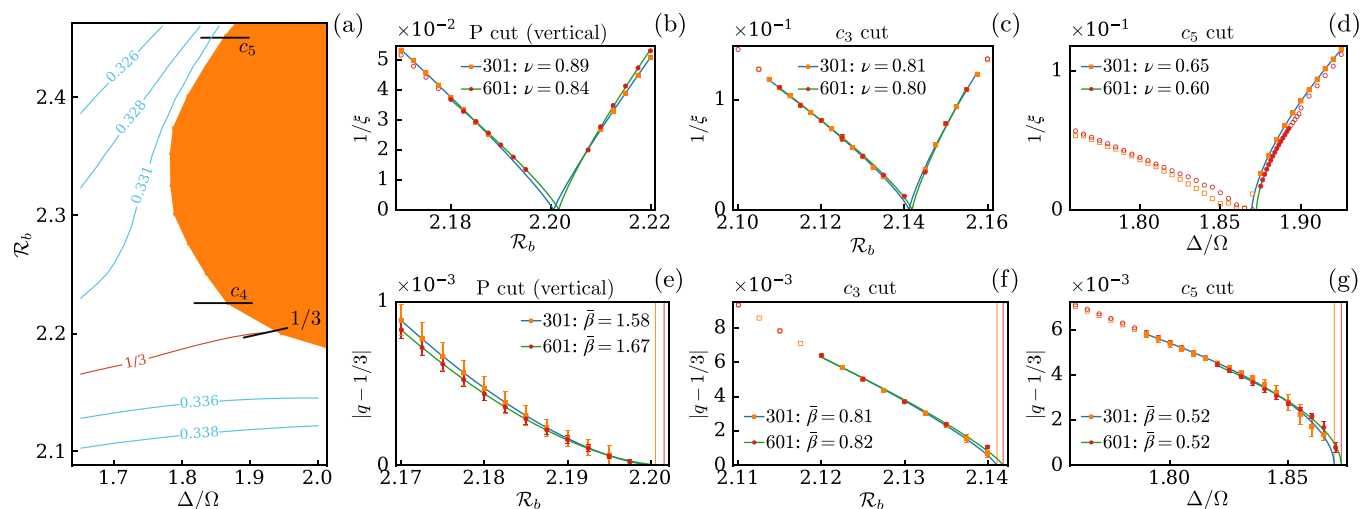 (a)
c₅
0.326
0.328
0.331
c₄
1/3
1/3
0.336
0.338
2.4
2.3
2.2
2.1
ℛ_b
1.7
1.8
1.9
2.0
Δ/Ω
×10⁻²
P cut (vertical)
(b)
301: ν = 0.89
601: ν = 0.84
5
4
3
2
1
0
1/ξ
2.18
2.20
2.22
ℛ_b
×10⁻¹
c₃ cut
(c)
301: ν = 0.81
601: ν = 0.80
1
0
1/ξ
2.10
2.12
2.14
2.16
ℛ_b
×10⁻¹
c₅ cut
(d)
301: ν = 0.65
601: ν = 0.60
1
0
1/ξ
1.80
1.90
Δ/Ω
×10⁻³
P cut (vertical)
(e)
301: β̄ = 1.58
601: β̄ = 1.67
1
0
|q − 1/3|
2.17
2.18
2.19
2.20
ℛ_b
×10⁻³
c₃ cut
(f)
301: β̄ = 0.81
601: β̄ = 0.82
8
6
4
2
0
|q − 1/3|
2.11
2.12
2.13
2.14
ℛ_b
×10⁻³
c₅ cut
(g)
301: β̄ = 0.52
601: β̄ = 0.52
6
4
2
0
|q − 1/3|
1.80
1.85
Δ/Ω